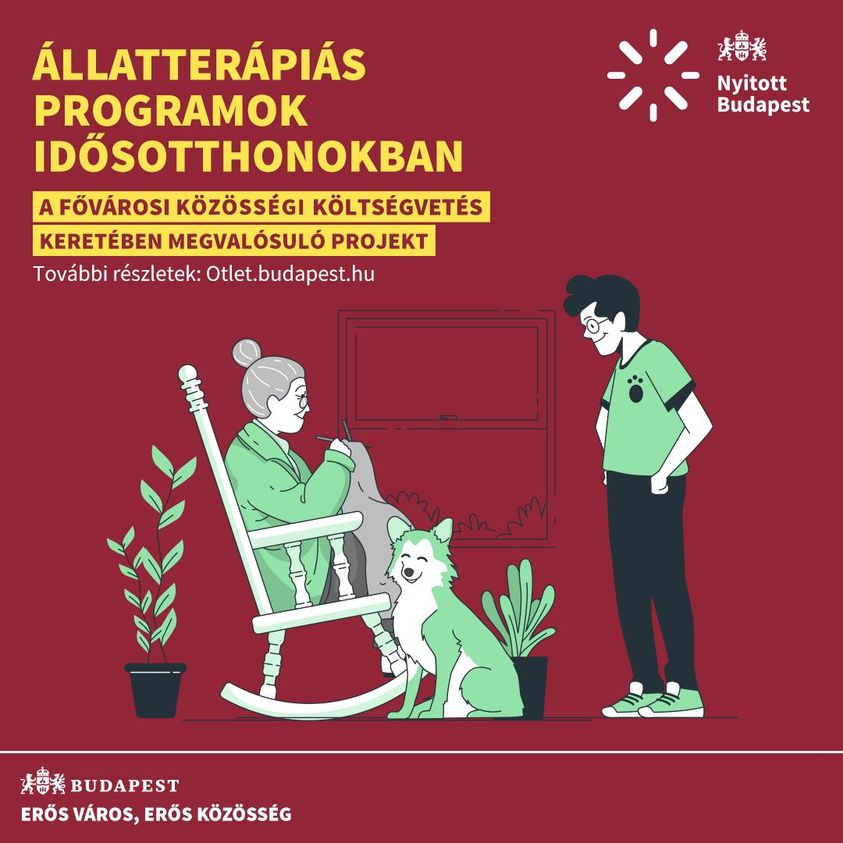 ÁLLATTERÁPIÁS
PROGRAMOK
IDŐSOTTHONOKBAN
A FŐVÁROSI KÖZÖSSÉGI KÖLTSÉGVETÉS
KERETÉBEN MEGVALÓSULÓ PROJEKT
További részletek: Otlet.budapest.hu
Nyitott
Budapest
BUDAPEST
ERŐS VÁROS, ERŐS KÖZÖSSÉG